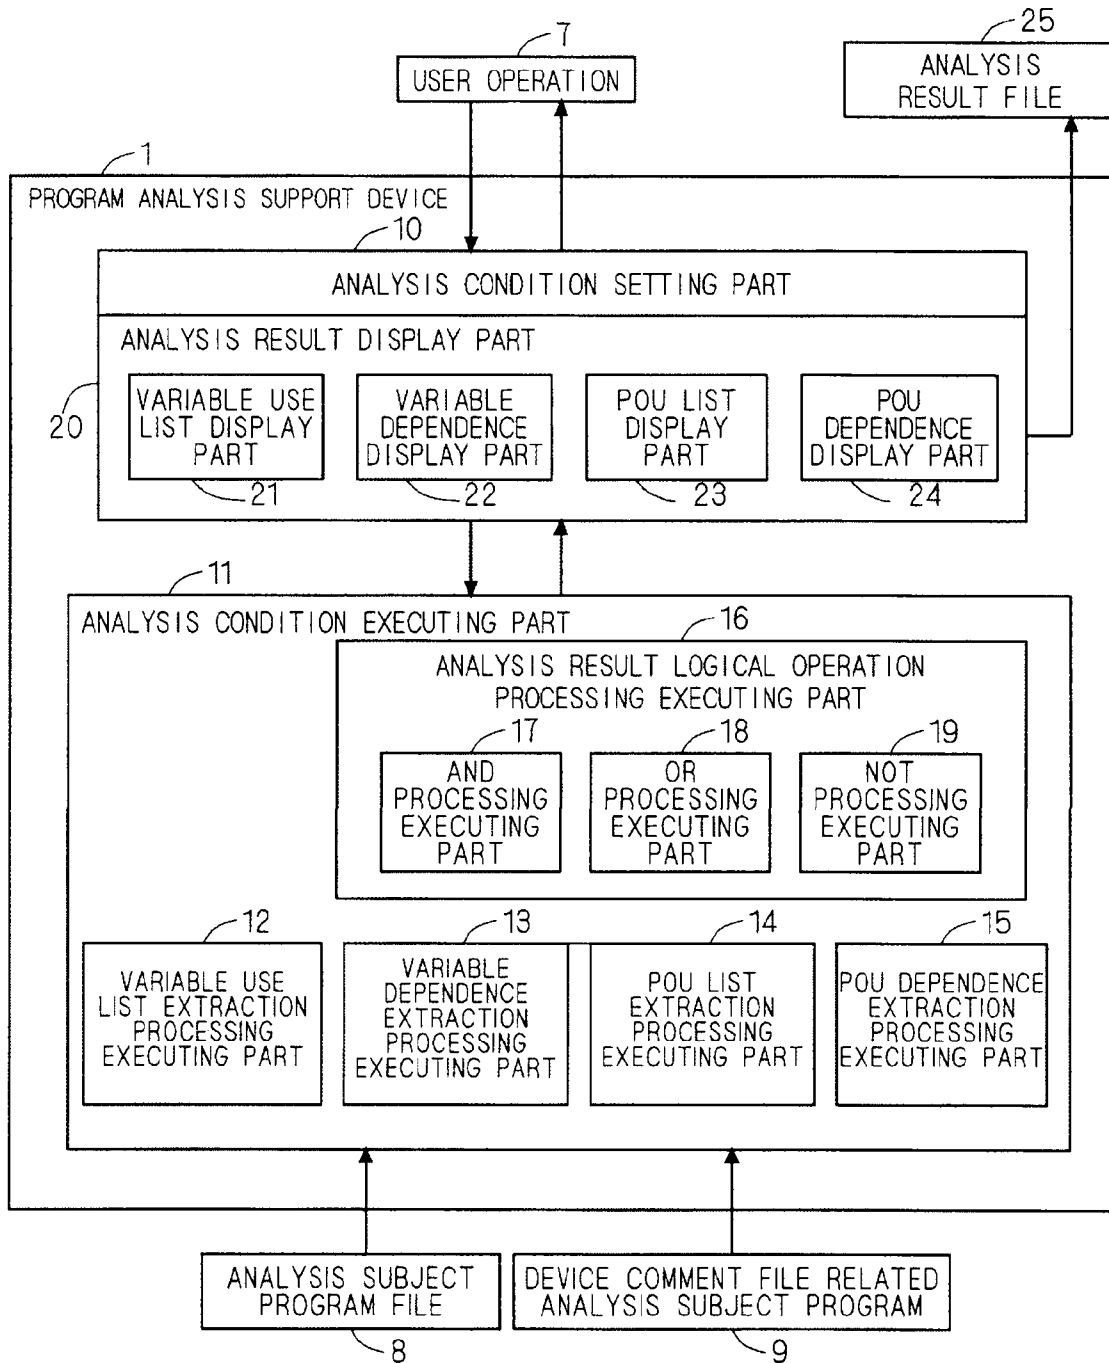 7
25
USER OPERATION
ANALYSIS
RESULT FILE
1
PROGRAM ANALYSIS SUPPORT DEVICE
10
ANALYSIS CONDITION SETTING PART
ANALYSIS RESULT DISPLAY PART
20
VARIABLE USE
LIST DISPLAY
PART
21
VARIABLE
DEPENDENCE
DISPLAY PART
22
POU LIST
DISPLAY
PART
23
POU
DEPENDENCE
DISPLAY PART
24
11
ANALYSIS CONDITION EXECUTING PART
16
ANALYSIS RESULT LOGICAL OPERATION
PROCESSING EXECUTING PART
17
AND
PROCESSING
EXECUTING
PART
18
OR
PROCESSING
EXECUTING
PART
19
NOT
PROCESSING
EXECUTING
PART
12
VARIABLE USE
LIST EXTRACTION
PROCESSING
EXECUTING PART
13
VARIABLE
DEPENDENCE
EXTRACTION
PROCESSING
EXECUTING PART
14
POU LIST
EXTRACTION
PROCESSING
EXECUTING PART
15
POU DEPENDENCE
EXTRACTION
PROCESSING
EXECUTING PART
ANALYSIS SUBJECT
PROGRAM FILE
8
DEVICE COMMENT FILE RELATED
ANALYSIS SUBJECT PROGRAM
9